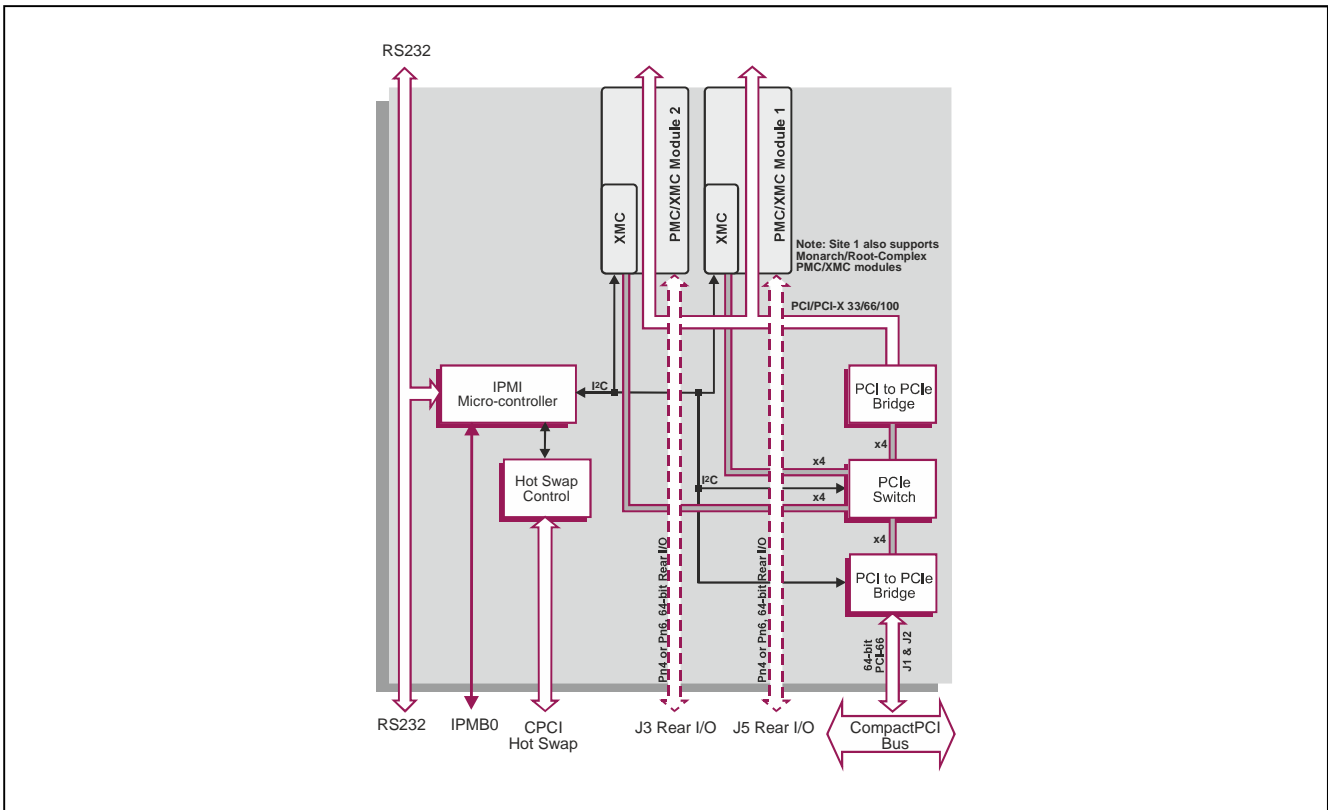 RS232
PMC/XMC Module 2
XMC
PMC/XMC Module 1
XMC
Note: Site 1 also supports
Monarch/Root-Complex
PMC/XMC modules
PCI/PCI-X 33/66/100
IPMI
Micro-controller
I²C
PCI to PCIe
Bridge
x4
Hot Swap
Control
I²C
x4
x4
PCIe
Switch
x4
PCI to PCIe
Bridge
Pn4 or Pn6, 64-bit Rear I/O
Pn4 or Pn6, 64-bit Rear I/O
64-bit
PCI-66
J1 & J2
RS232
IPMB0
CPCI
Hot Swap
J3 Rear I/O
J5 Rear I/O
CompactPCI
Bus